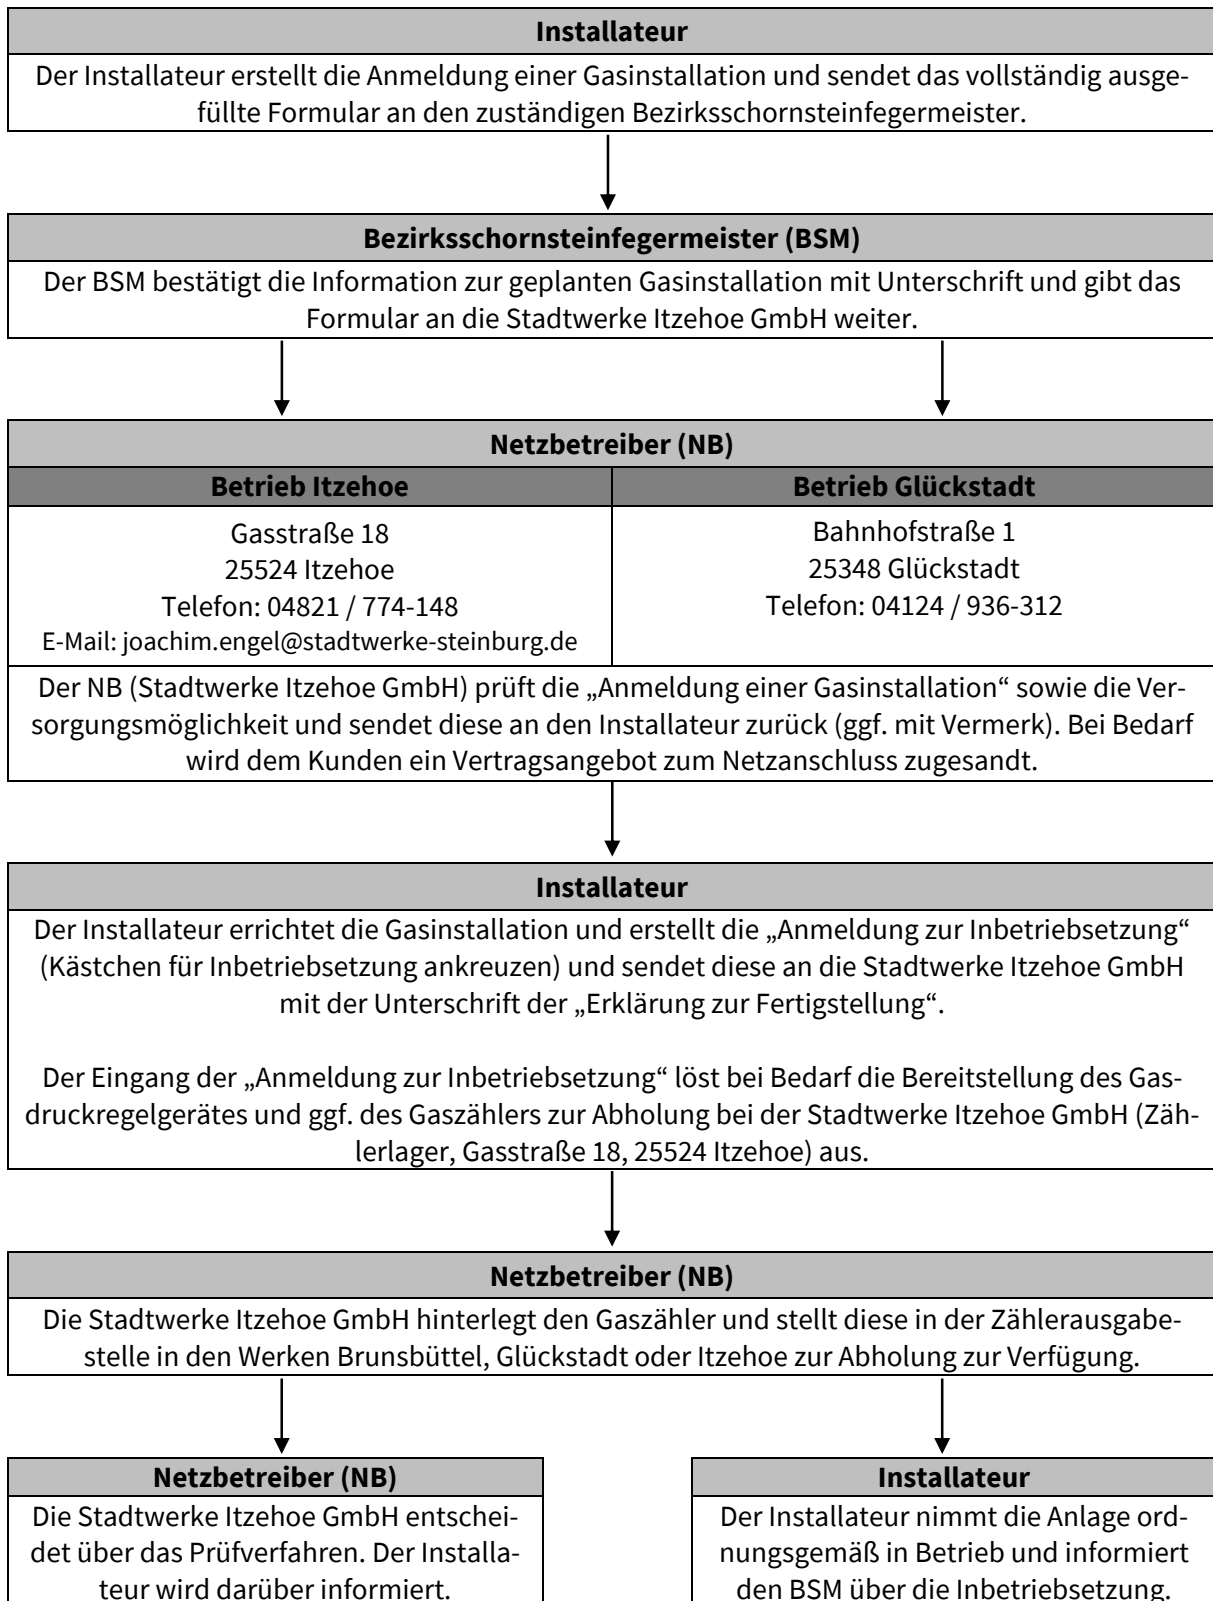 Installateur
Der Installateur erstellt die Anmeldung einer Gasinstallation und sendet das vollständig ausge-
füllte Formular an den zuständigen Bezirksschornsteinfegermeister.
Bezirksschornsteinfegermeister (BSM)
Der BSM bestätigt die Information zur geplanten Gasinstallation mit Unterschrift und gibt das
Formular an die Stadtwerke Itzehoe GmbH weiter.
Netzbetreiber (NB)
Betrieb Itzehoe
Gasstraße 18
25524 Itzehoe
Telefon: 04821 / 774-148
E-Mail: joachim.engel@stadtwerke-steinburg.de
Betrieb Glückstadt
Bahnhofstraße 1
25348 Glückstadt
Telefon: 04124 / 936-312
Der NB (Stadtwerke Itzehoe GmbH) prüft die „Anmeldung einer Gasinstallation“ sowie die Ver-
sorgungsmöglichkeit und sendet diese an den Installateur zurück (ggf. mit Vermerk). Bei Bedarf
wird dem Kunden ein Vertragsangebot zum Netzanschluss zugesandt.
Installateur
Der Installateur errichtet die Gasinstallation und erstellt die „Anmeldung zur Inbetriebsetzung“
(Kästchen für Inbetriebsetzung ankreuzen) und sendet diese an die Stadtwerke Itzehoe GmbH
mit der Unterschrift der „Erklärung zur Fertigstellung“.
Der Eingang der „Anmeldung zur Inbetriebsetzung“ löst bei Bedarf die Bereitstellung des Gas-
druckregelgerätes und ggf. des Gaszählers zur Abholung bei der Stadtwerke Itzehoe GmbH (Zäh-
lerlager, Gasstraße 18, 25524 Itzehoe) aus.
Netzbetreiber (NB)
Die Stadtwerke Itzehoe GmbH hinterlegt den Gaszähler und stellt diese in der Zählerausgabe-
stelle in den Werken Brunsbüttel, Glückstadt oder Itzehoe zur Abholung zur Verfügung.
Netzbetreiber (NB)
Die Stadtwerke Itzehoe GmbH entschei-
det über das Prüfverfahren. Der Installa-
teur wird darüber informiert.
Installateur
Der Installateur nimmt die Anlage ord-
nungsgemäß in Betrieb und informiert
den BSM über die Inbetriebsetzung.